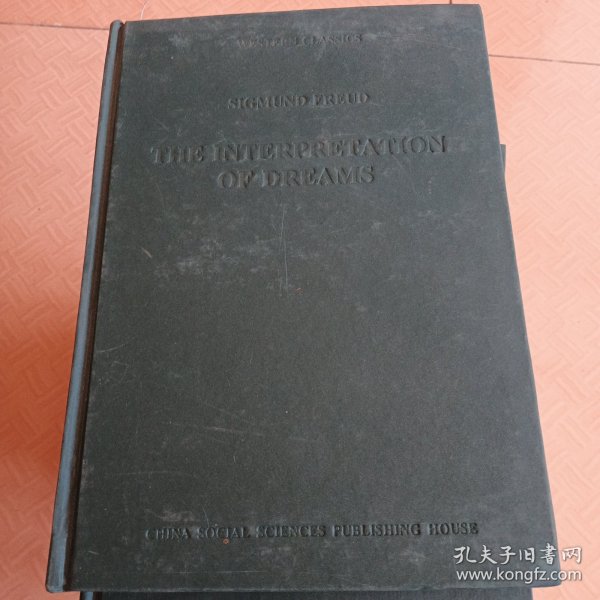 WESTERN CLASSICS
SIGMUND FREUD
THE INTERPRETATION
OF DREAMS
CHINA SOCIAL SCIENCES PUBLISHING HOUSE
孔夫子旧书网
www.kongfz.com